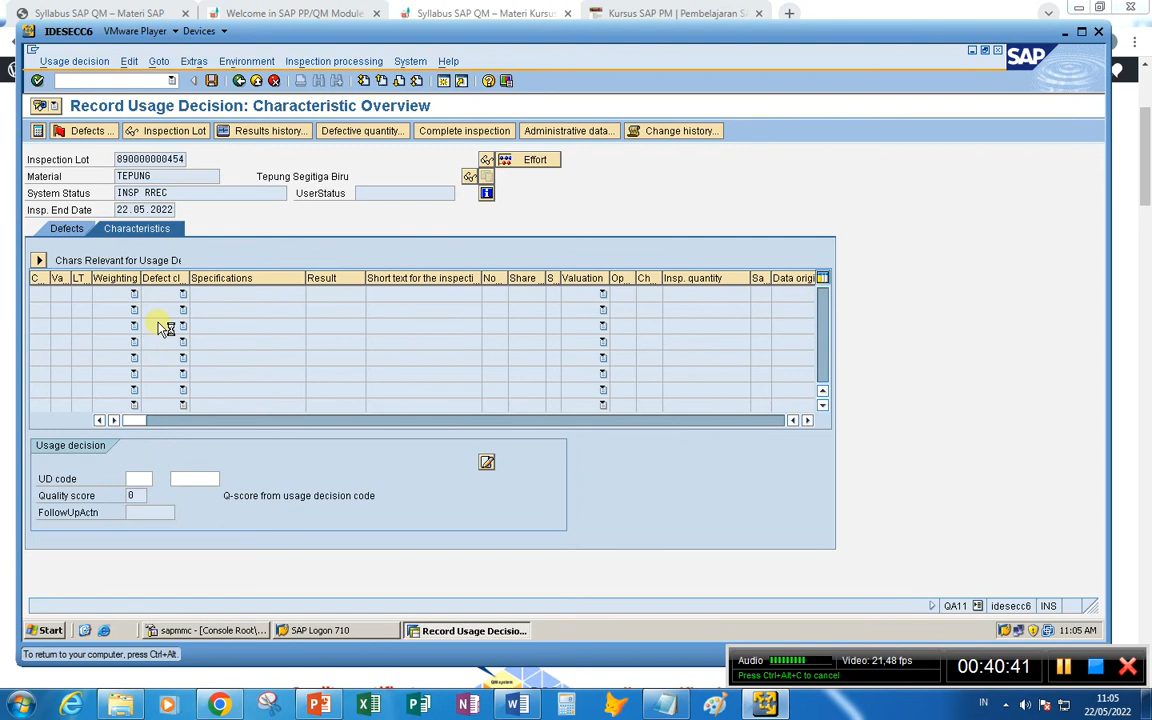 Syllabus SAP QM – Materi SAP
Welcome in SAP PP/QM Module
Syllabus SAP QM – Materi Kursus
Kursus SAP PM | Pembelajaran SA
IDESECC6 VMware Player Devices
Usage decision Edit Goto Extras Environment Inspection processing System Help
SAP
Record Usage Decision: Characteristic Overview
Defects ... Inspection Lot Results history... Defective quantity... Complete inspection Administrative data... Change history...
Inspection Lot 890000000454 Effort
Material TEPUNG Tepung Segitiga Biru
System Status INSP RREC UserStatus
Insp. End Date 22.05.2022
Defects Characteristics
Chars Relevant for Usage De
C... Va LT Weighting Defect cl Specifications Result Short text for the inspecti No... Share S Valuation Op... Ch... Insp. quantity Sa Data origi
Usage decision
UD code
Quality score 0 Q-score from usage decision code
FollowUpActn
QA11 idesecc6 INS
Start sapmmc - [Console Root\... SAP Logon 710 Record Usage Decisio... 11:05 AM
To return to your computer, press Ctrl+Alt.
Audio Video: 21,48 fps
Press Ctrl+Alt+C to cancel
00:40:41
IN 11:05
22/05/2022